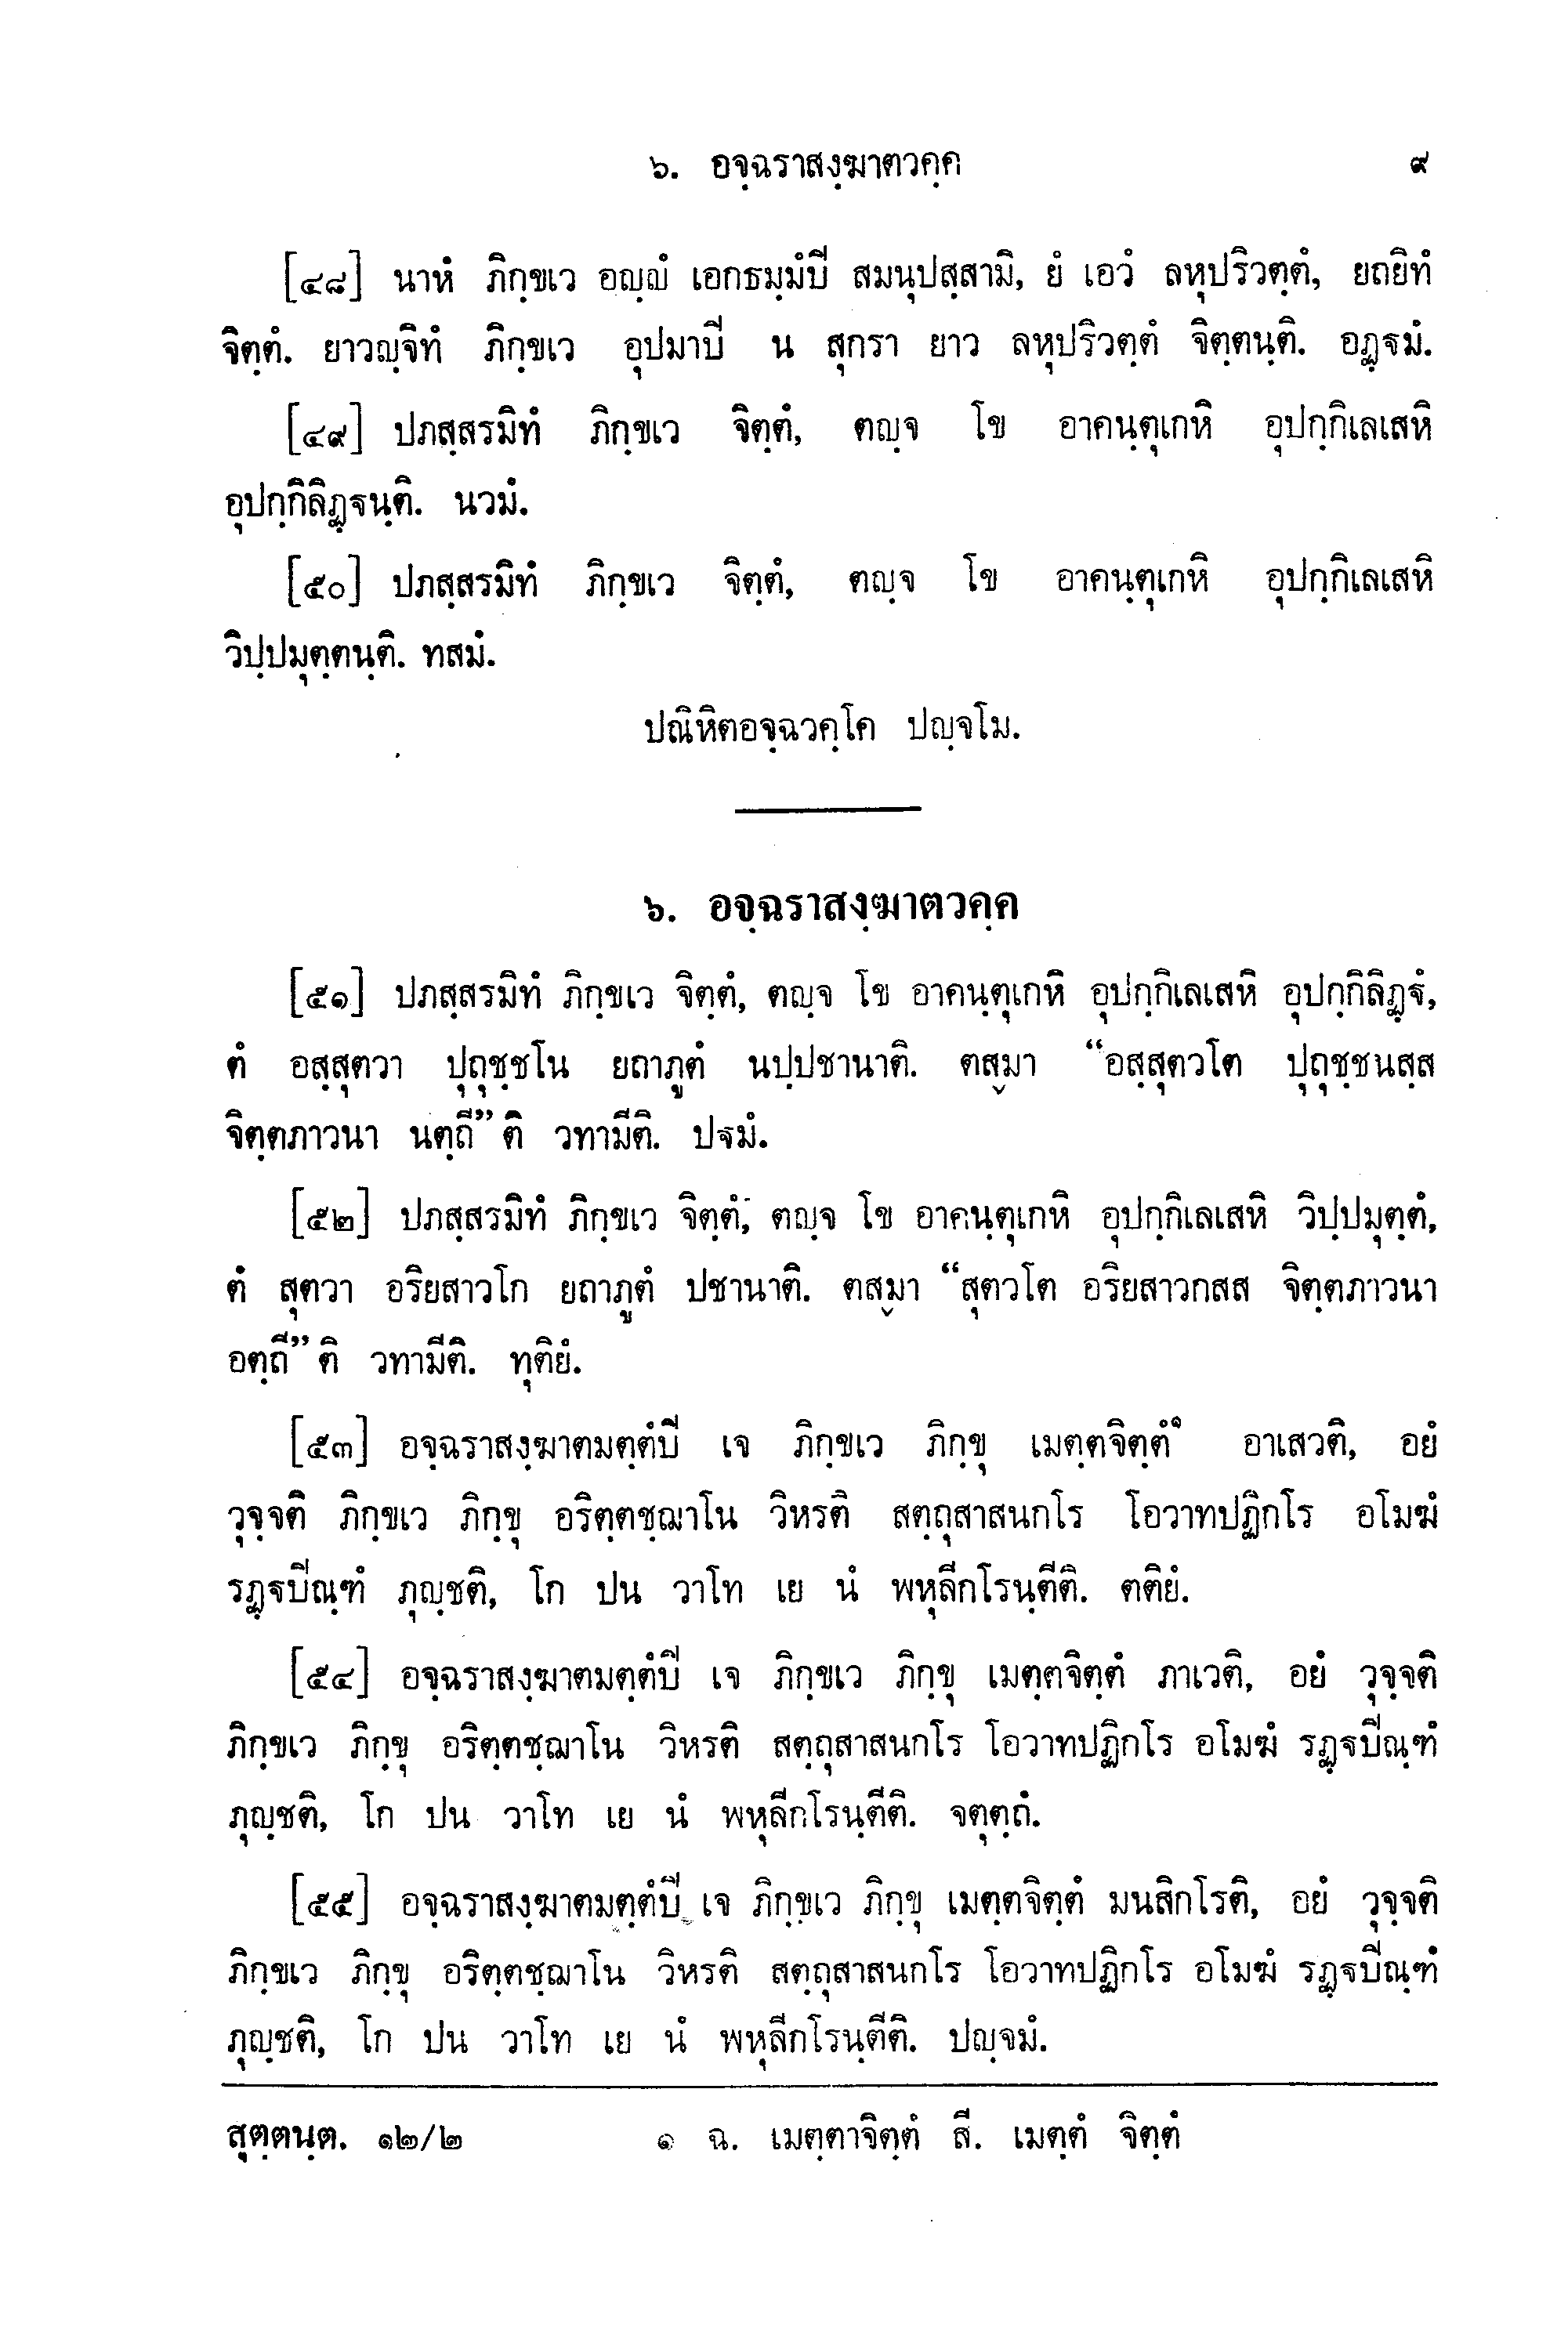 ๖. อจฺฉราสงฺฆาตวคฺค ๙
[๔๘] นาหํ ภิกฺขเว อญฺญํ เอกธมฺมํปิ สมนุปสฺสามิ, ยํ เอวํ ลหุปริวตฺตํ, ยถยิทํ
จิตฺตํ. ยาวญฺจิทํ ภิกฺขเว อุปมาปิ น สุกรา ยาว ลหุปริวตฺตํ จิตฺตนฺติ. อฏฺฐมํ.
[๔๙] ปภสฺสรมิทํ ภิกฺขเว จิตฺตํ, ตญฺจ โข อาคนฺตุเกหิ อุปกฺกิเลเสหิ
อุปกฺกิลิฏฺฐนฺติ. นวมํ.
[๕๐] ปภสฺสรมิทํ ภิกฺขเว จิตฺตํ, ตญฺจ โข อาคนฺตุเกหิ อุปกฺกิเลเสหิ
วิปฺปมุตฺตนฺติ. ทสมํ.
ปณิหิตอจฺฉวคฺโค ปญฺจโม.
๖. อจฺฉราสงฺฆาตวคฺค
[๕๑] ปภสฺสรมิทํ ภิกฺขเว จิตฺตํ, ตญฺจ โข อาคนฺตุเกหิ อุปกฺกิเลเสหิ อุปกฺกิลิฏฺฐํ,
ตํ อสฺสุตวา ปุถุชฺชโน ยถาภูตํ นปฺปชานาติ. ตสฺมา “อสฺสุตวโต ปุถุชฺชนสฺส
จิตฺตภาวนา นตฺถี”ติ วทามีติ. ปฐมํ.
[๕๒] ปภสฺสรมิทํ ภิกฺขเว จิตฺตํ, ตญฺจ โข อาคนฺตุเกหิ อุปกฺกิเลเสหิ วิปฺปมุตฺตํ,
ตํ สุตวา อริยสาวโก ยถาภูตํ ปชานาติ. ตสฺมา “สุตวโต อริยสาวกสส จิตฺตภาวนา
อตฺถี”ติ วทามีติ. ทุติยํ.
[๕๓] อจฺฉราสงฺฆาตมตฺตํปิ เจ ภิกฺขเว ภิกฺขุ เมตฺตจิตฺตํ๑ อาเสวติ, อยํ
วุจฺจติ ภิกฺขเว ภิกฺขุ อริตฺตชฺฌาโน วิหรติ สตฺถุสาสนกโร โอวาทปฏิกโร อโมฆํ
รฏฺฐปิณฺฑํ ภุญฺชติ, โก ปน วาโท เย นํ พหุลีกโรนฺตีติ. ตติยํ.
[๕๔] อจฺฉราสงฺฆาตมตฺตํปิ เจ ภิกฺขเว ภิกฺขุ เมตฺตจิตฺตํ ภาเวติ, อยํ วุจฺจติ
ภิกฺขเว ภิกฺขุ อริตฺตชฺฌาโน วิหรติ สตฺถุสาสนกโร โอวาทปฏิกโร อโมฆํ รฏฺฐปิณฺฑํ
ภุญฺชติ, โก ปน วาโท เย นํ พหุลีกโรนฺตีติ. จตุตฺถํ.
[๕๕] อจฺฉราสงฺฆาตมตฺตํปิ เจ ภิกฺขเว ภิกฺขุ เมตฺตจิตฺตํ มนสิกโรติ, อยํ วุจฺจติ
ภิกฺขเว ภิกฺขุ อริตฺตชฺฌาโน วิหรติ สตฺถุสาสนกโร โอวาทปฏิกโร อโมฆํ รฏฺฐปิณฺฑํ
ภุญฺชติ, โก ปน วาโท เย นํ พหุลีกโรนฺตีติ. ปญฺจมํ.
สุตฺตนฺต. ๑๒/๒ ๑ ฉ. เมตฺตาจิตฺตํ สี. เมตฺตํ จิตฺตํ